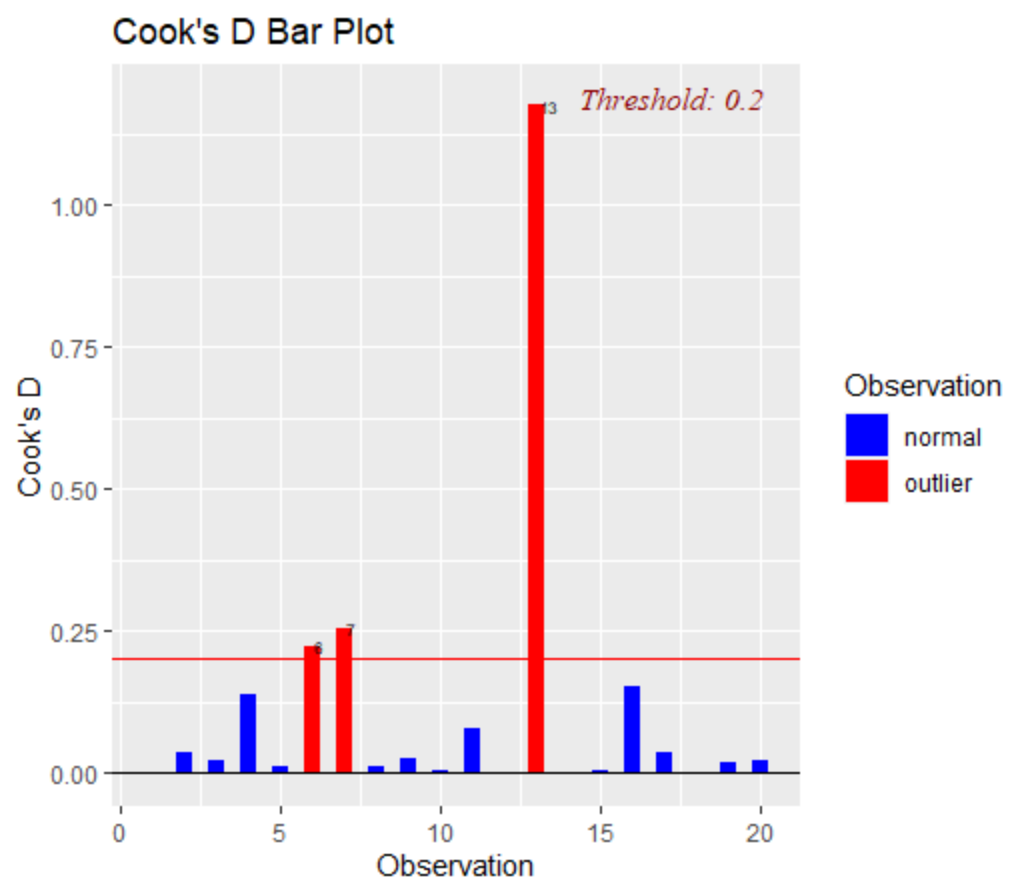 Cook's D Bar Plot
Threshold: 0.2
13
1.00
0.75
0.50
0.25
0.00
7
6
Cook's D
0
5
10
15
20
Observation
Observation
normal
outlier